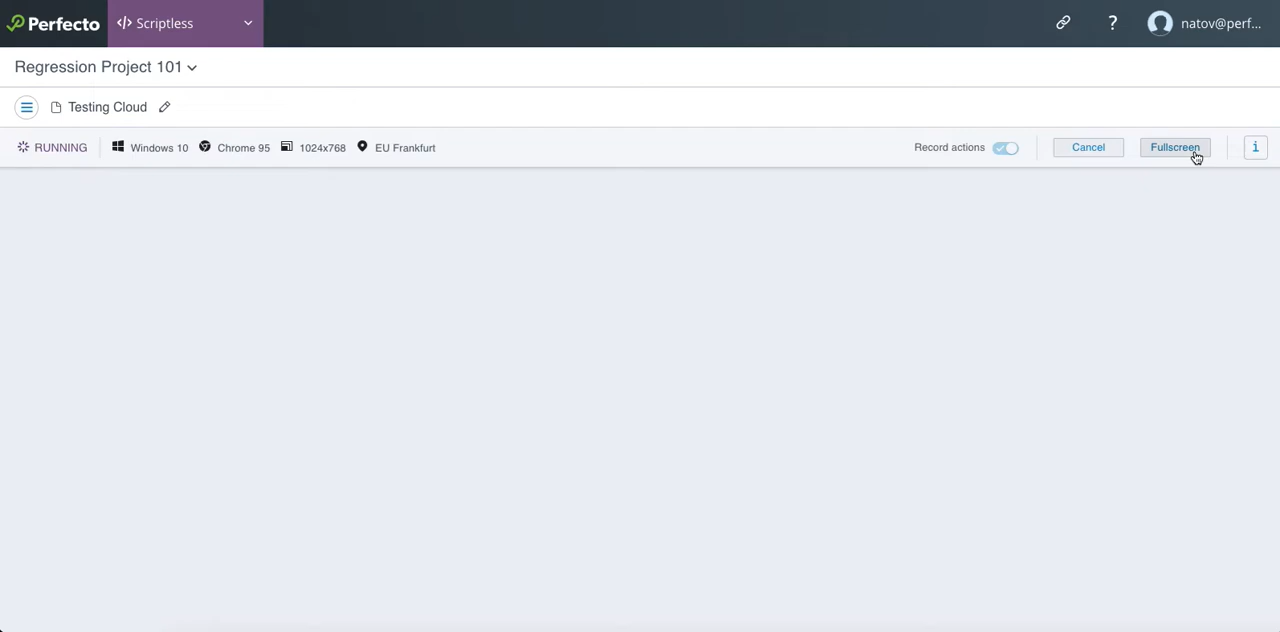 Perfecto
</> Scriptless
?
natov@perf...
Regression Project 101
Testing Cloud
RUNNING Windows 10 Chrome 95 1024x768 EU Frankfurt Record actions Cancel Fullscreen i